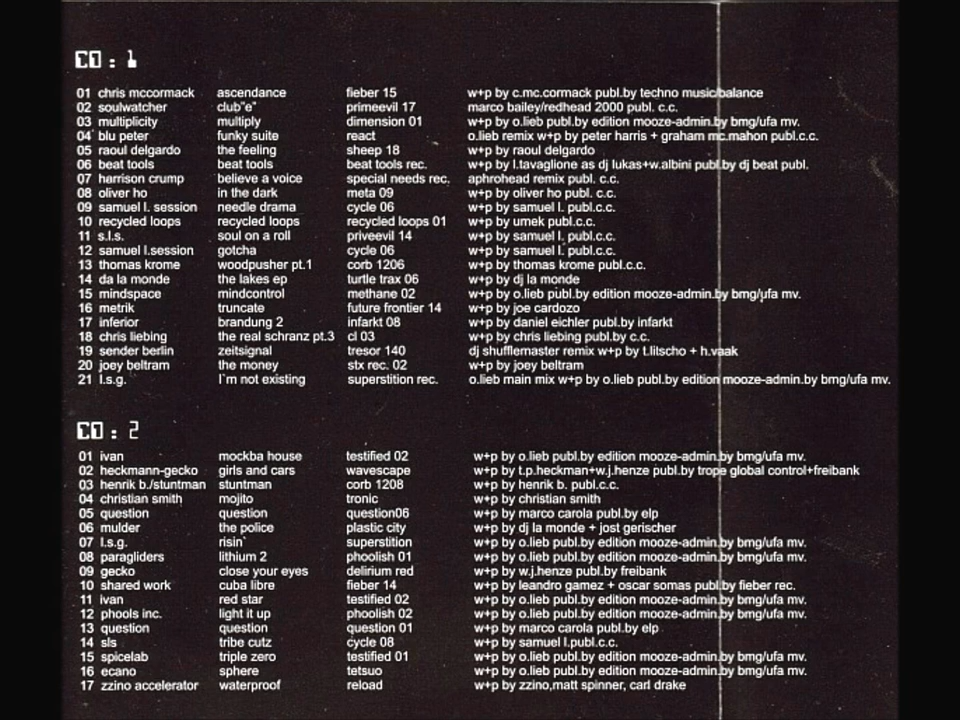 CD: 1
01 chris mccormack ascendance fieber 15 w+p by c.mc.cormack publ.by techno music/balance
02 soulwatcher club"e" primeevil 17 marco bailey/redhead 2000 publ. c.c.
03 multiplicity multiply dimension 01 w+p by o.lieb publ.by edition mooze-admin.by bmg/ufa mv.
04 blu peter funky suite react o.lieb remix w+p by peter harris + graham mc.mahon publ.c.c.
05 raoul delgardo the feeling sheep 18 w+p by raoul delgardo
06 beat tools beat tools beat tools rec. w+p by l.tavaglione as dj lukas+w.albini publ.by dj beat publ.
07 harrison crump believe a voice special needs rec. aphrohead remix publ. c.c.
08 oliver ho in the dark meta 09 w+p by oliver ho publ. c.c.
09 samuel l. session needle drama cycle 06 w+p by samuel l. publ.c.c.
10 recycled loops recycled loops recycled loops 01 w+p by umek publ.c.c.
11 s.l.s. soul on a roll priveevil 14 w+p by samuel l. publ.c.c.
12 samuel l.session gotcha cycle 06 w+p by samuel l. publ.c.c.
13 thomas krome woodpusher pt.1 corb 1206 w+p by thomas krome publ.c.c.
14 da la monde the lakes ep turtle trax 06 w+p by dj la monde
15 mindspace mindcontrol methane 02 w+p by o.lieb publ.by edition mooze-admin.by bmg/ufa mv.
16 metrik truncate future frontier 14 w+p by joe cardozo
17 inferior brandung 2 infarkt 08 w+p by daniel eichler publ.by infarkt
18 chris liebing the real schranz pt.3 cl 03 w+p by chris liebing publ.by c.c.
19 sender berlin zeitsignal tresor 140 dj shufflemaster remix w+p by t.litscho + h.vaak
20 joey beltram the money stx rec. 02 w+p by joey beltram
21 l.s.g. I`m not existing superstition rec. o.lieb main mix w+p by o.lieb publ.by edition mooze-admin.by bmg/ufa mv.
CD: 2
01 ivan mockba house testified 02 w+p by o.lieb publ.by edition mooze-admin.by bmg/ufa mv.
02 heckmann-gecko girls and cars wavescape w+p by t.p.heckman+w.j.henze publ.by trope global control+freibank
03 henrik b./stuntman stuntman corb 1208 w+p by henrik b. publ.c.c.
04 christian smith mojito tronic w+p by christian smith
05 question question question06 w+p by marco carola publ.by elp
06 mulder the police plastic city w+p by dj la monde + jost gerischer
07 l.s.g. risin` superstition w+p by o.lieb publ.by edition mooze-admin.by bmg/ufa mv.
08 paragliders lithium 2 phoolish 01 w+p by o.lieb publ.by edition mooze-admin.by bmg/ufa mv.
09 gecko close your eyes delirium red w+p by w.j.henze publ.by freibank
10 shared work cuba libre fieber 14 w+p by leandro gamez + oscar somas publ.by fieber rec.
11 ivan red star testified 02 w+p by o.lieb publ.by edition mooze-admin.by bmg/ufa mv.
12 phools inc. light it up phoolish 02 w+p by o.lieb publ.by edition mooze-admin.by bmg/ufa mv.
13 question question question 01 w+p by marco carola publ.by elp
14 sls tribe cutz cycle 08 w+p by samuel l.publ.c.c.
15 spicelab triple zero testified 01 w+p by o.lieb publ.by edition mooze-admin.by bmg/ufa mv.
16 ecano sphere tetsuo w+p by o.lieb publ.by edition mooze-admin.by bmg/ufa mv.
17 zzino accelerator waterproof reload w+p by zzino,matt spinner, carl drake